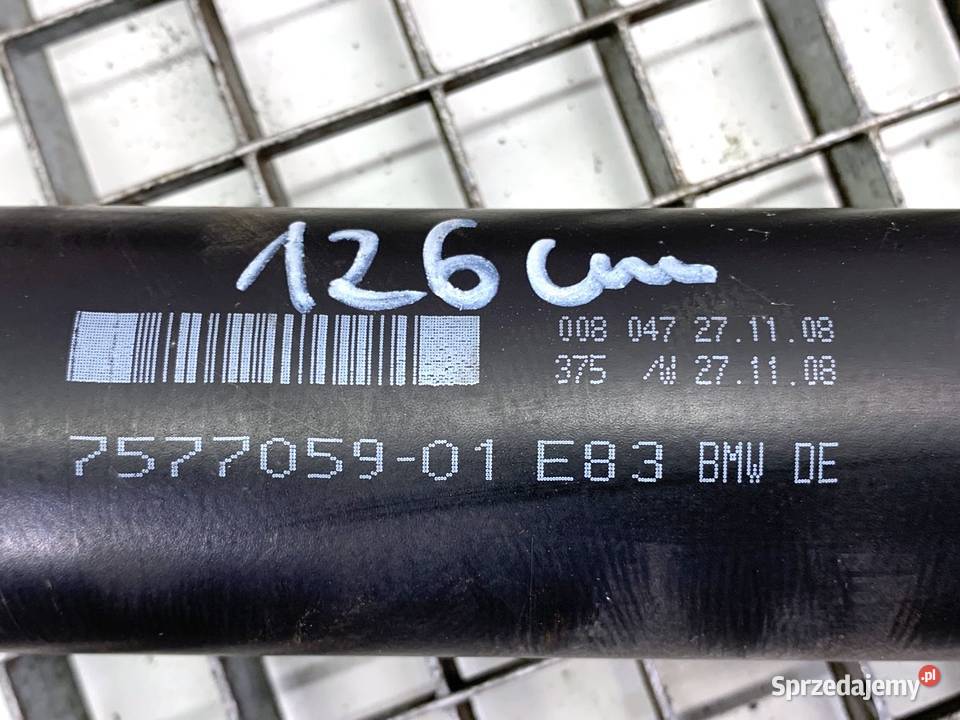 126 cm
008 047 27.11.08
375 /W 27.11.08
7577059-01 E83 BMW DE
Sprzedajemy.pl